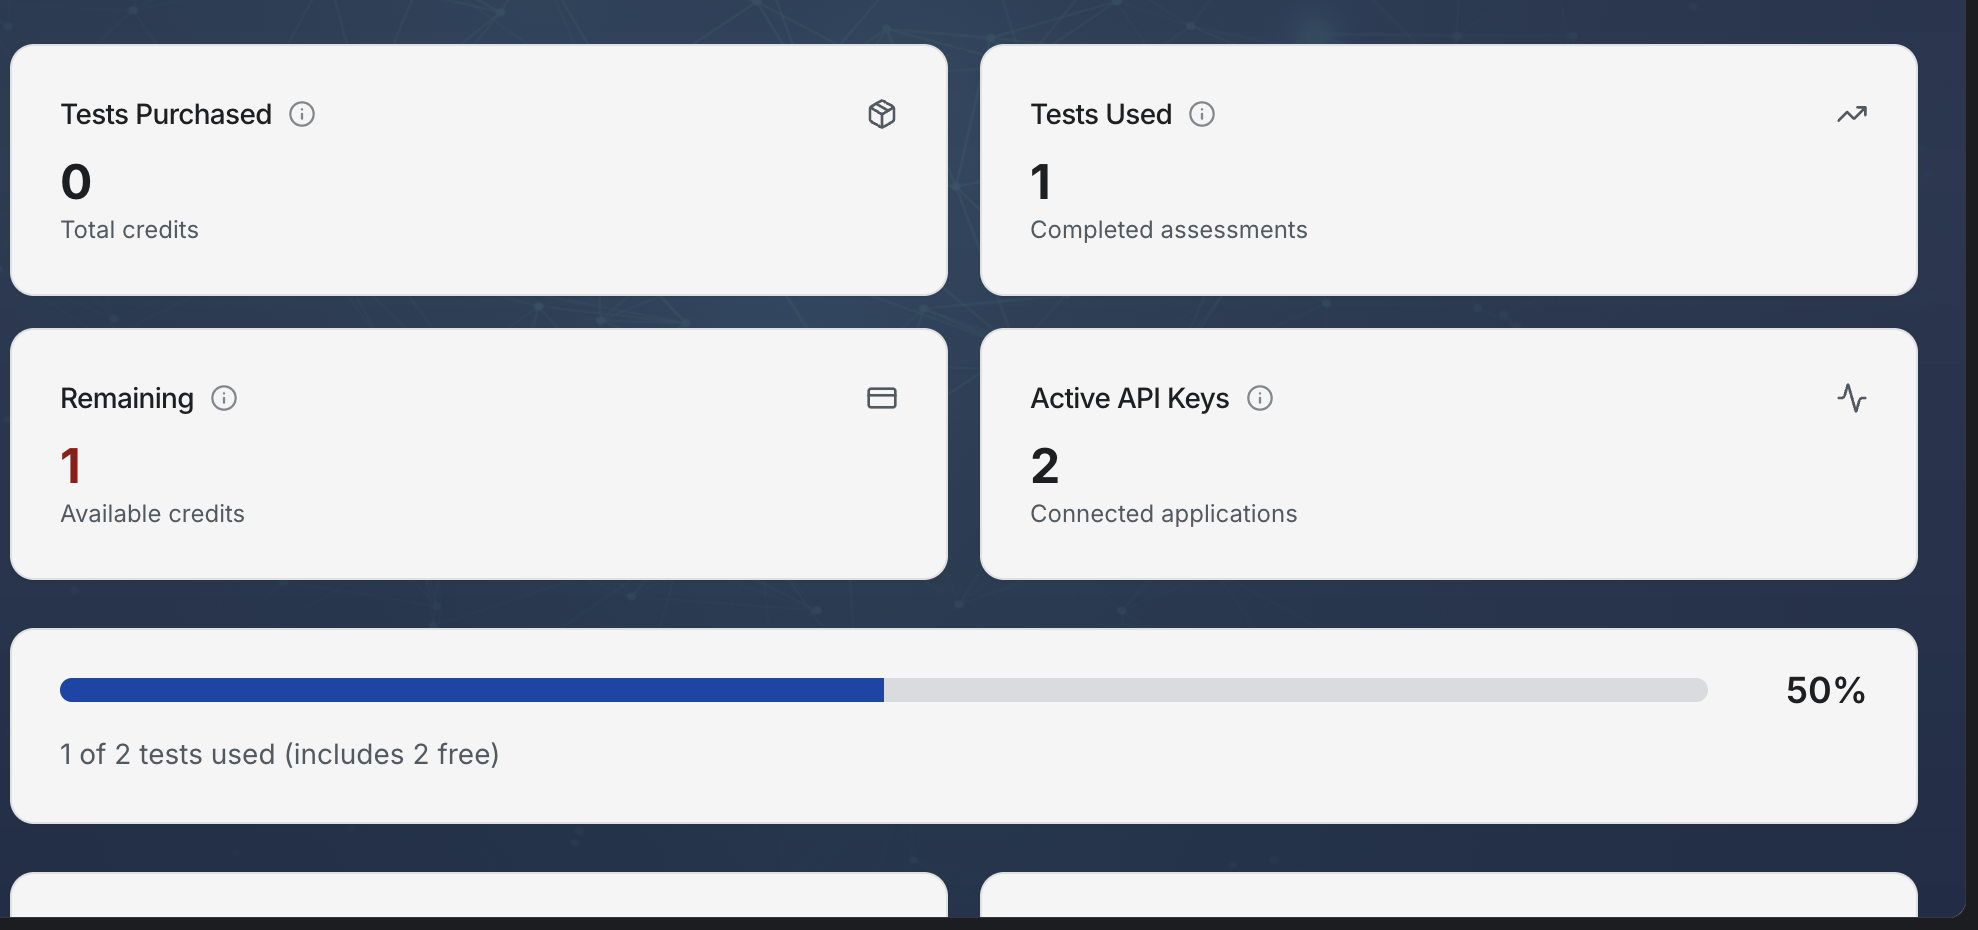 Tests Purchased
0
Total credits
Tests Used
1
Completed assessments
Remaining
1
Available credits
Active API Keys
2
Connected applications
50%
1 of 2 tests used (includes 2 free)